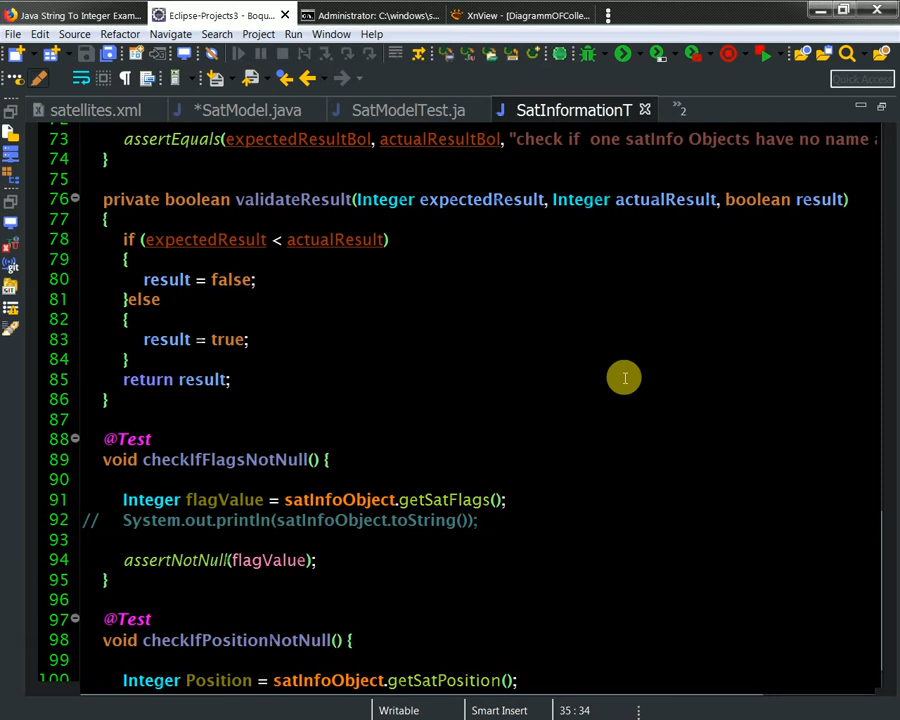 Java String To Integer Exam...
Eclipse-Projects3 - Boqu...
Administrator: C:\windows\s...
XnView - [DiagrammOfColle...
File Edit Source Refactor Navigate Search Project Run Window Help
Quick Access
satellites.xml
*SatModel.java
SatModelTest.ja
SatInformationT
»2
73 assertEquals(expectedResultBol, actualResultBol, "check if one satInfo Objects have no name
74 }
75
76 private boolean validateResult(Integer expectedResult, Integer actualResult, boolean result)
77 {
78 if (expectedResult < actualResult)
79 {
80 result = false;
81 }else
82 {
83 result = true;
84 }
85 return result;
86 }
87
88 @Test
89 void checkIfFlagsNotNull() {
90
91 Integer flagValue = satInfoObject.getSatFlags();
92 // System.out.println(satInfoObject.toString());
93
94 assertNotNull(flagValue);
95 }
96
97 @Test
98 void checkIfPositionNotNull() {
99
100 Integer Position = satInfoObject.getSatPosition();
Writable Smart Insert 35 : 34